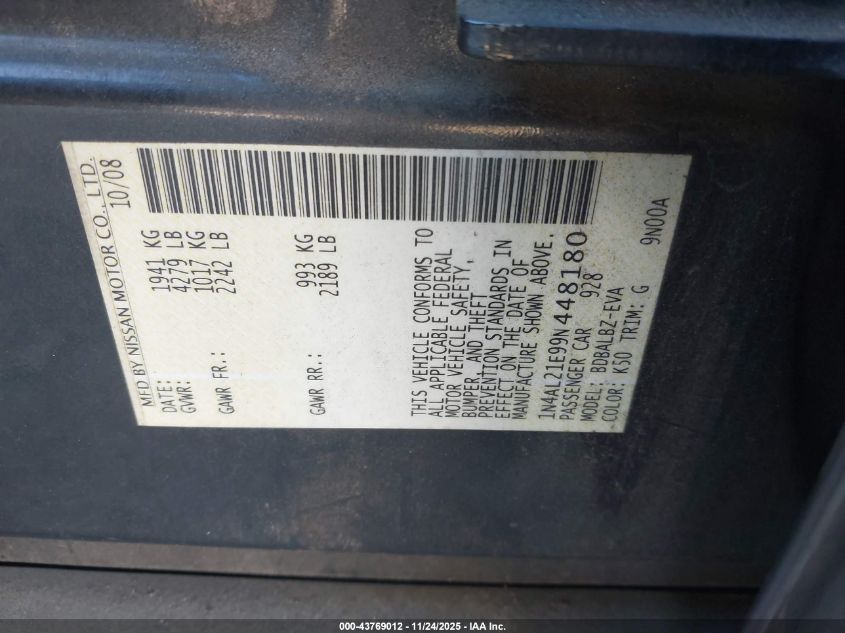 MFD BY NISSAN MOTOR CO., LTD.
DATE: 10/08
GVWR: 1941 KG
4279 LB
GAWR FR.: 1017 KG
2242 LB
GAWR RR.: 993 KG
2189 LB
THIS VEHICLE CONFORMS TO
ALL APPLICABLE FEDERAL
MOTOR VEHICLE SAFETY,
BUMPER, AND THEFT
PREVENTION STANDARDS IN
EFFECT ON THE DATE OF
MANUFACTURE SHOWN ABOVE.
1N4AL21E99N448180
PASSENGER CAR 928
MODEL: BDBALBZ-EVA
COLOR: K50 TRIM: G 9N00A
000-43769012 - 11/24/2025 - IAA Inc.